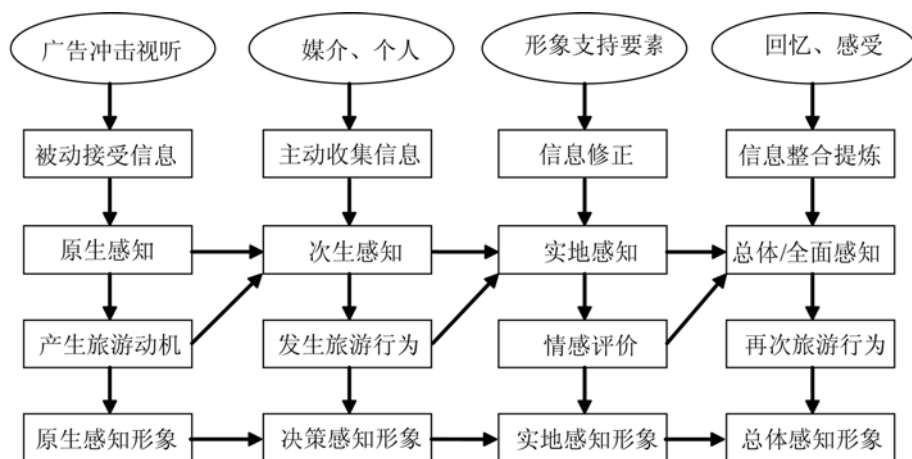 广告冲击视听
媒介、个人
形象支持要素
回忆、感受
被动接受信息
主动收集信息
信息修正
信息整合提炼
原生感知
次生感知
实地感知
总体/全面感知
产生旅游动机
发生旅游行为
情感评价
再次旅游行为
原生感知形象
决策感知形象
实地感知形象
总体感知形象